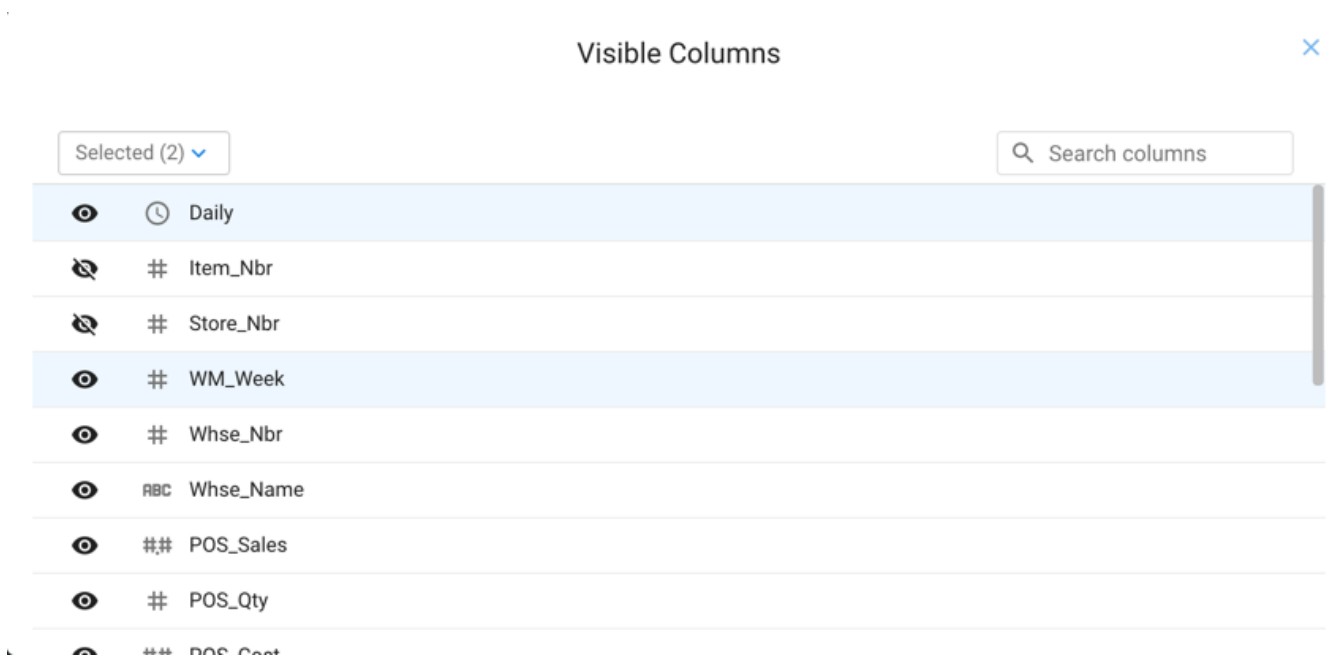 Visible Columns
Selected (2)
Search columns
Daily
# Item_Nbr
# Store_Nbr
# WM_Week
# Whse_Nbr
ABC Whse_Name
#.# POS_Sales
# POS_Qty